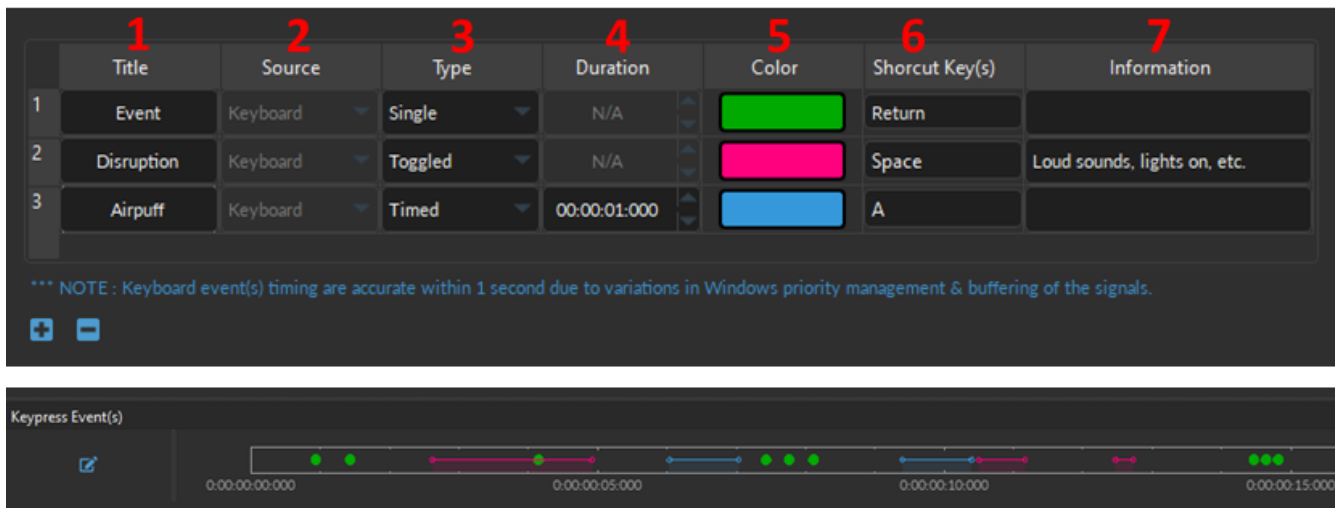 1 2 3 4 5 6 7
Title Source Type Duration Color Shorcut Key(s) Information
1 Event Keyboard Single N/A Return
2 Disruption Keyboard Toggled N/A Space Loud sounds, lights on, etc.
3 Airpuff Keyboard Timed 00:00:01:000 A
*** NOTE : Keyboard event(s) timing are accurate within 1 second due to variations in Windows priority management & buffering of the signals.
Keypress Event(s)
0:00:00:00:000 0:00:00:05:000 0:00:00:10:000 0:00:00:15:000